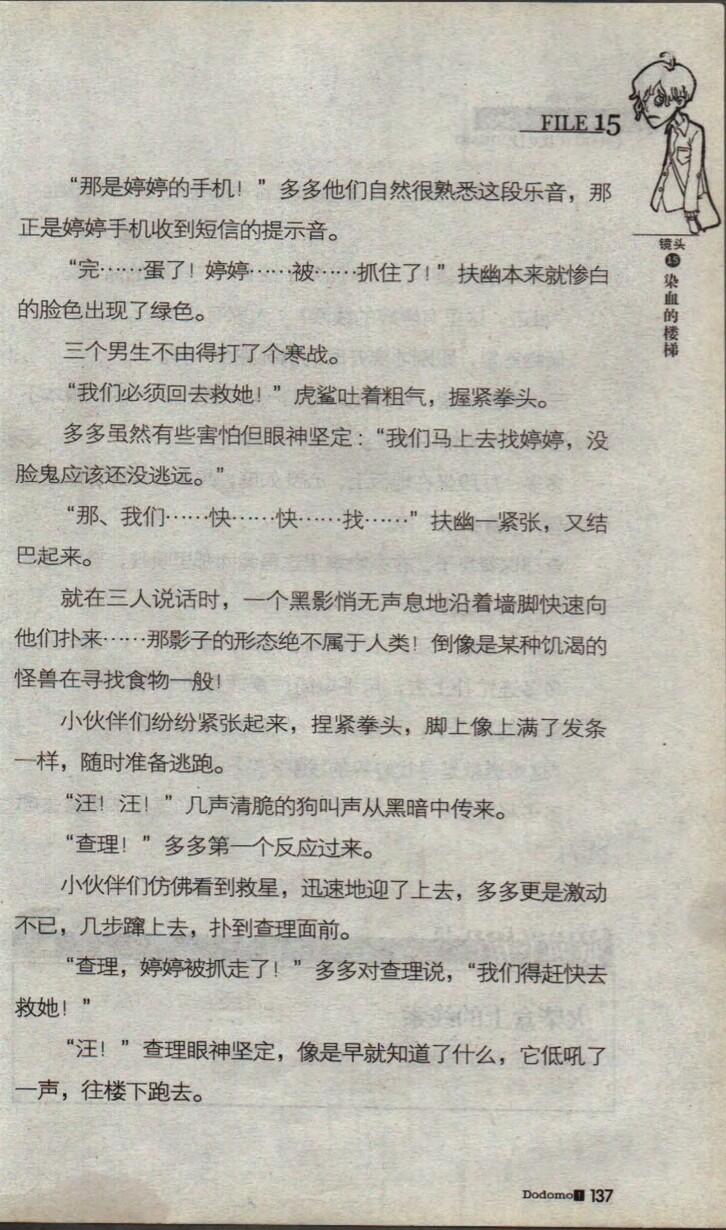 FILE 15
镜头
15
染血的楼梯
“那是婷婷的手机！”多多他们自然很熟悉这段乐音，那
正是婷婷手机收到短信的提示音。
“完……蛋了！婷婷……被……抓住了！”扶幽本来就惨白
的脸色出现了绿色。
三个男生不由得打了个寒战。
“我们必须回去救她！”虎鲨吐着粗气，握紧拳头。
多多虽然有些害怕但眼神坚定：“我们马上去找婷婷，没
脸鬼应该还没逃远。”
“那、我们……快……快……找……”扶幽一紧张，又结
巴起来。
就在三人说话时，一个黑影悄无声息地沿着墙脚快速向
他们扑来……那影子的形态绝不属于人类！倒像是某种饥渴的
怪兽在寻找食物一般！
小伙伴们纷纷紧张起来，捏紧拳头，脚上像上满了发条
一样，随时准备逃跑。
“汪！汪！”几声清脆的狗叫声从黑暗中传来。
“查理！”多多第一个反应过来。
小伙伴们仿佛看到救星，迅速地迎了上去，多多更是激动
不已，几步蹿上去，扑到查理面前。
“查理，婷婷被抓走了！”多多对查理说，“我们得赶快去
救她！”
“汪！”查理眼神坚定，像是早就知道了什么，它低吼了
一声，往楼下跑去。
Dodomo! 137